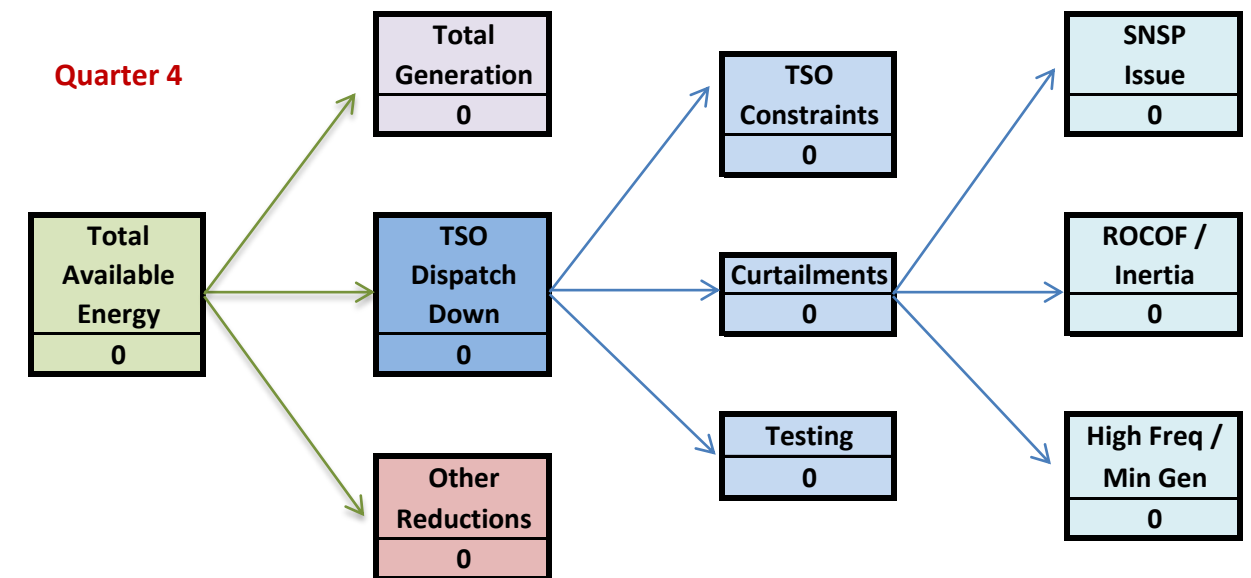 Quarter 4
Total
Available
Energy
0
Total
Generation
0
TSO
Dispatch
Down
0
Other
Reductions
0
TSO
Constraints
0
Curtailments
0
Testing
0
SNSP
Issue
0
ROCOF /
Inertia
0
High Freq /
Min Gen
0